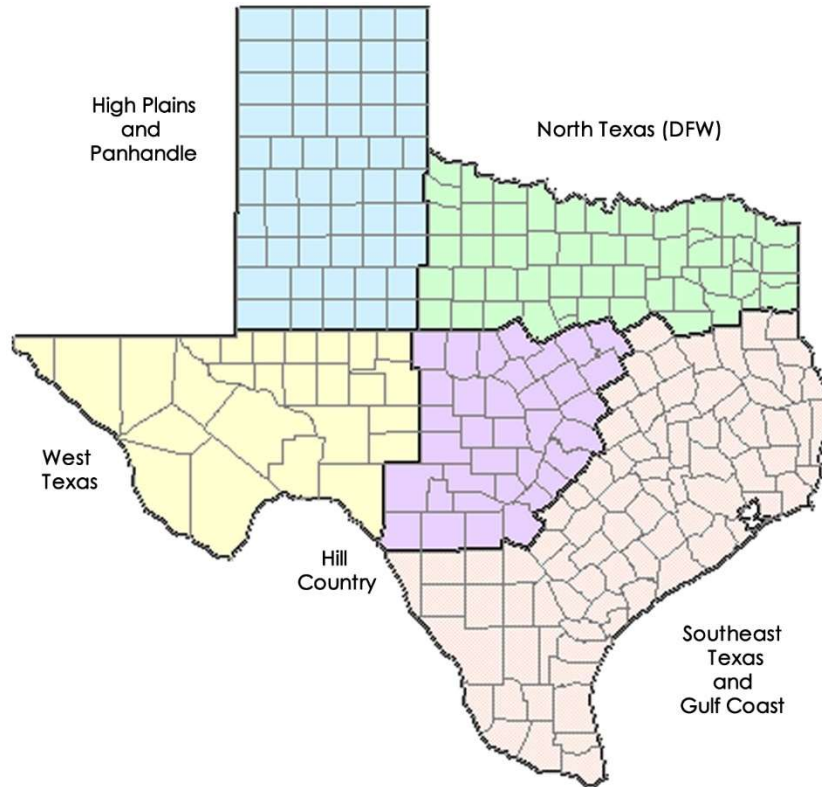 High Plains
and
Panhandle
North Texas (DFW)
West
Texas
Hill
Country
Southeast
Texas
and
Gulf Coast